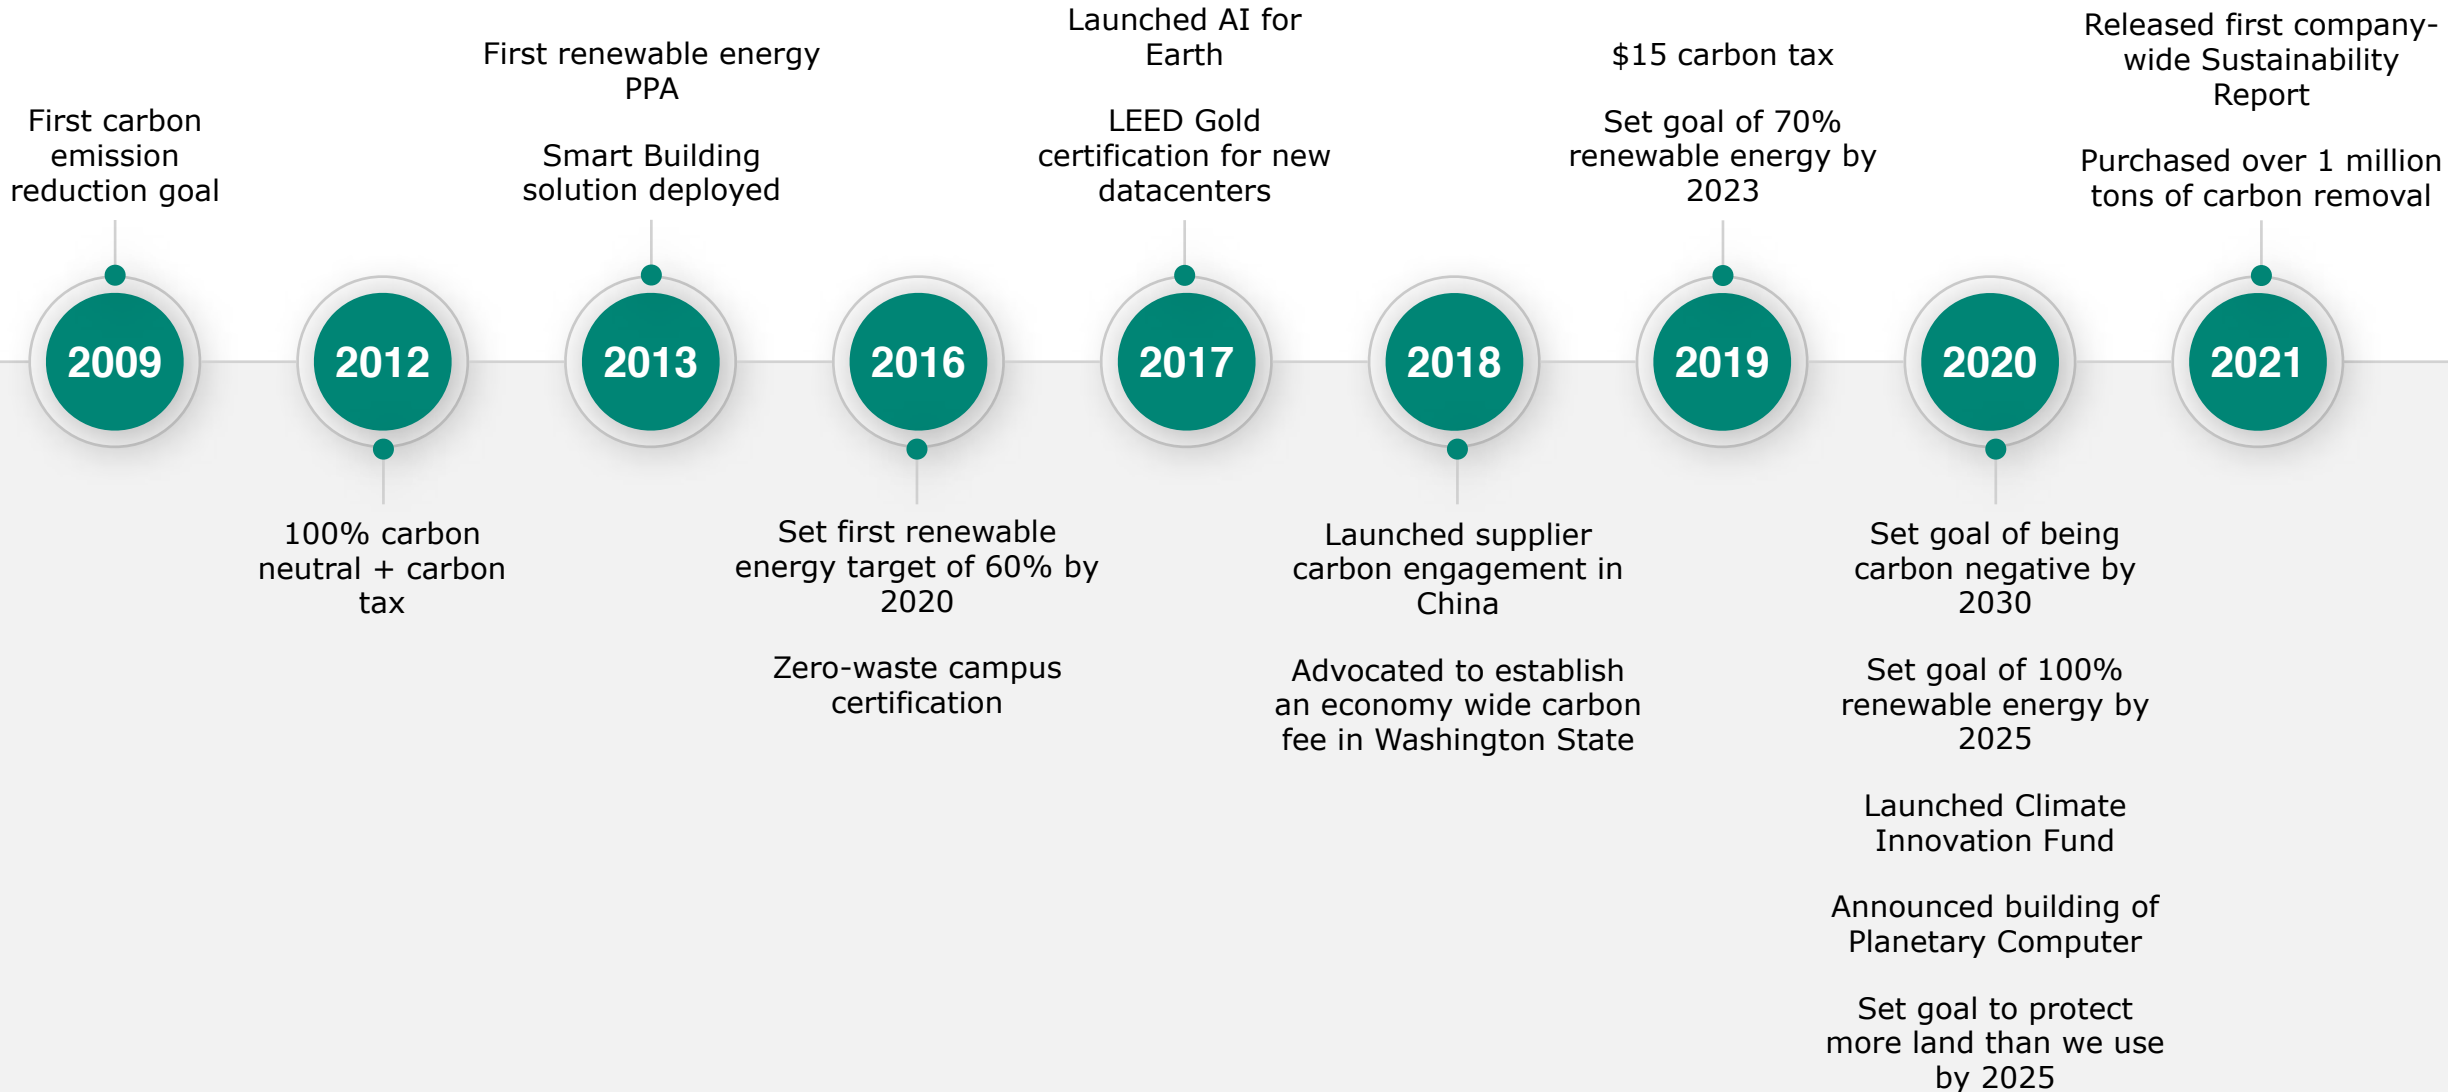 First carbon
emission
reduction goal
2009
2012
100% carbon
neutral + carbon
tax
First renewable energy
PPA
Smart Building
solution deployed
2013
2016
Set first renewable
energy target of 60% by
2020
Zero-waste campus
certification
Launched AI for
Earth
LEED Gold
certification for new
datacenters
2017
2018
Launched supplier
carbon engagement in
China
Advocated to establish
an economy wide carbon
fee in Washington State
$15 carbon tax
Set goal of 70%
renewable energy by
2023
2019
2020
Set goal of being
carbon negative by
2030
Set goal of 100%
renewable energy by
2025
Launched Climate
Innovation Fund
Announced building of
Planetary Computer
Set goal to protect
more land than we use
by 2025
Released first company-
wide Sustainability
Report
Purchased over 1 million
tons of carbon removal
2021